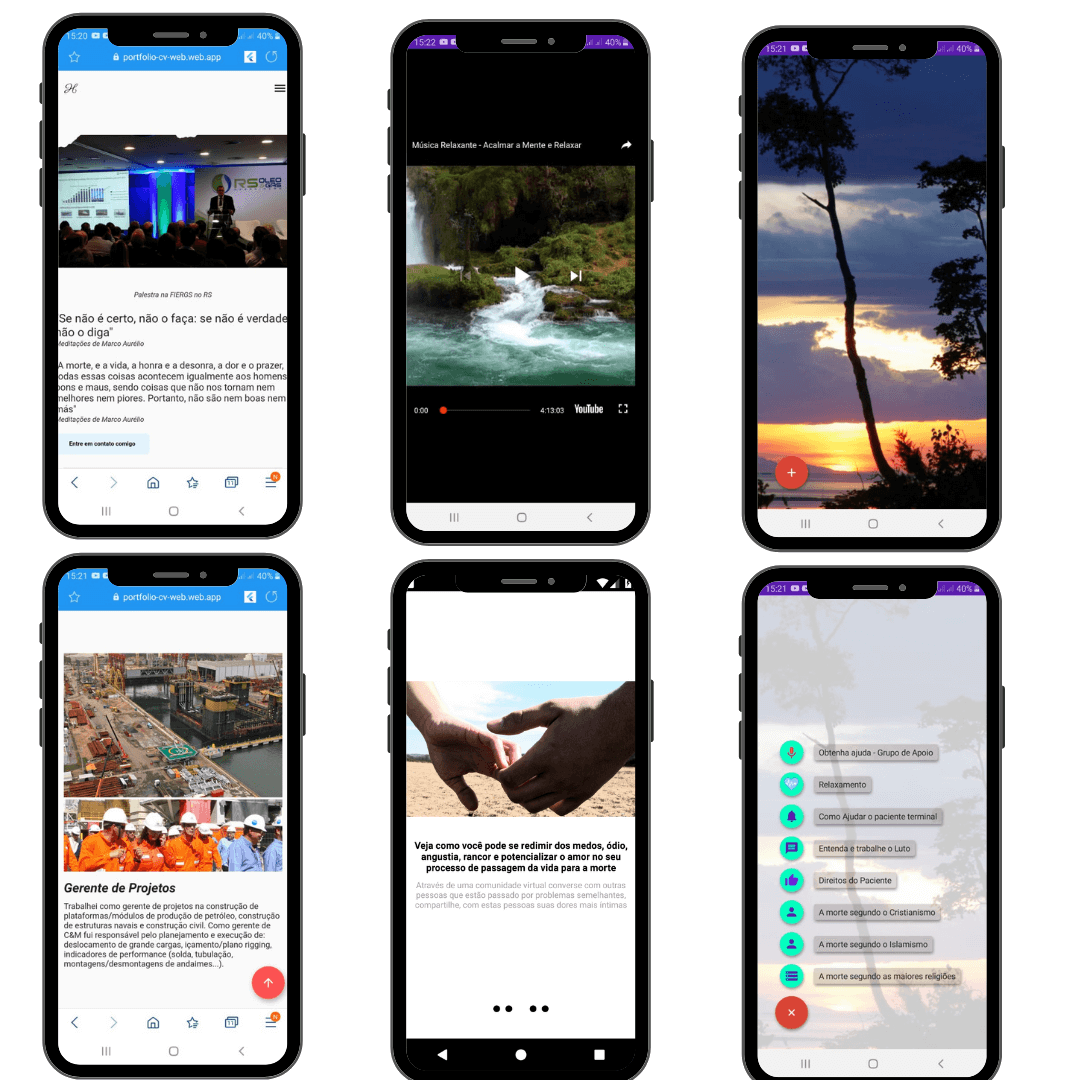 15:20
40%
portfolio-cv-web.web.app
H
RS OLEO
Palestra na FIERGS no RS
'Se não é certo, não o faça: se não é verdade
não o diga"
Meditações de Marco Aurélio
A morte, e a vida, a honra e a desonra, a dor e o prazer,
odas essas coisas acontecem igualmente aos homens
bons e maus, sendo coisas que não nos tornam nem
melhores nem piores. Portanto, não são nem boas nem
más"
Meditações de Marco Aurélio
Entre em contato comigo
11
N
15:22
40%
Música Relaxante - Acalmar a Mente e Relaxar
0:00
4:13:03
YouTube
15:21
40%
15:21
40%
portfolio-cv-web.web.app
Gerente de Projetos
Trabalhei como gerente de projetos na construção de
plataformas/módulos de produção de petróleo, construção
de estruturas navais e construção civil. Como gerente de
C&M fui responsável pelo planejamento e execução de:
deslocamento de grande cargas, içamento/plano rigging,
indicadores de performance (solda, tubulação,
montagens/desmontagens de andaimes...).
11
N
Veja como você pode se redimir dos medos, ódio,
angustia, rancor e potencializar o amor no seu
processo de passagem da vida para a morte
Através de uma comunidade virtual converse com outras
pessoas que estão passado por problemas semelhantes,
compartilhe, com estas pessoas suas dores mais íntimas
15:21
40%
Obtenha ajuda - Grupo de Apoio
Relaxamento
Como Ajudar o paciente terminal
Entenda e trabalhe o Luto
Direitos do Paciente
A morte segundo o Cristianismo
A morte segundo o Islamismo
A morte segundo as maiores religiões